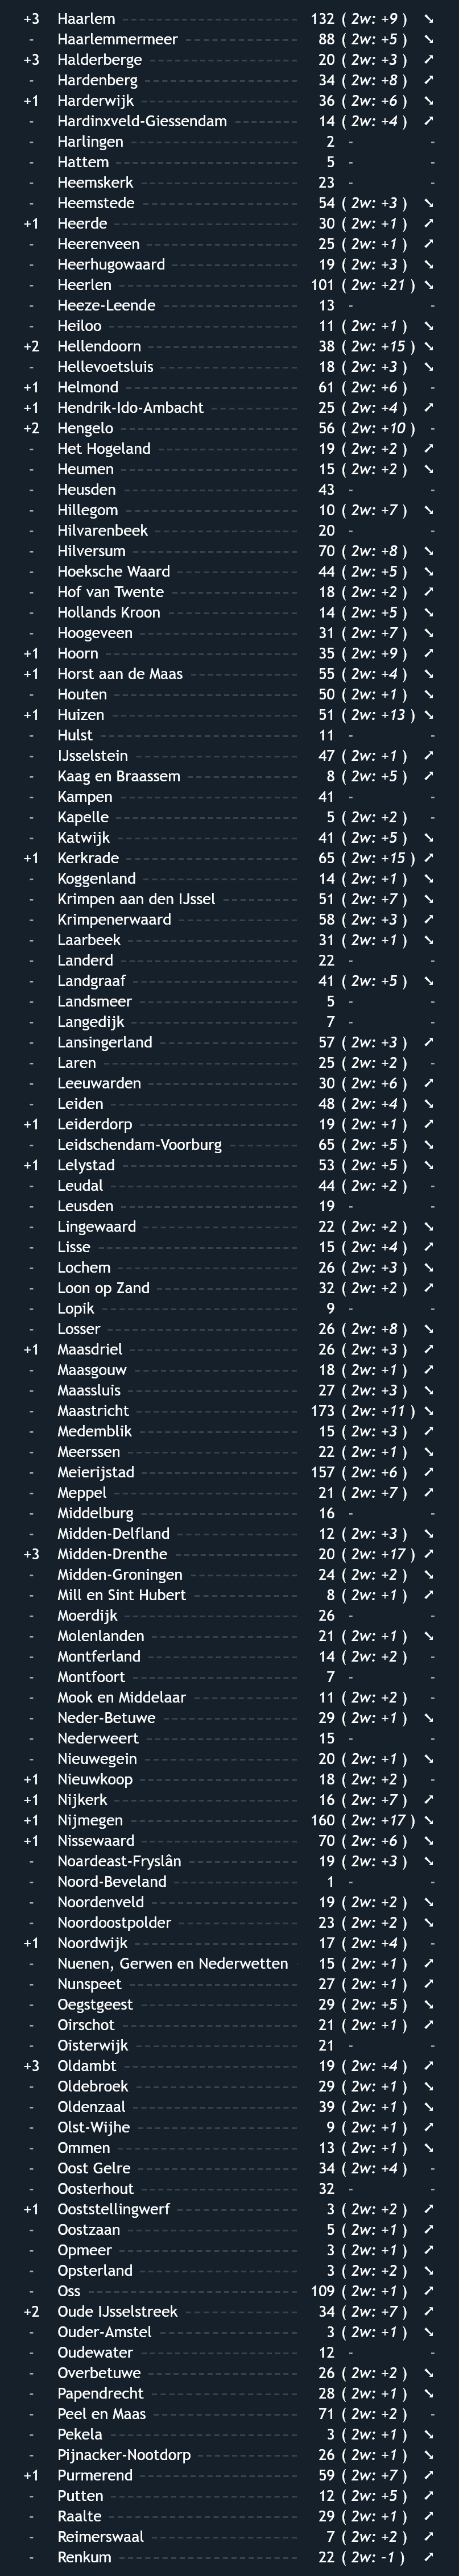 +3 Haarlem 132 ( 2w: +9 ) ➘
- Haarlemmermeer 88 ( 2w: +5 ) ➘
+3 Halderberge 20 ( 2w: +3 ) ➚
- Hardenberg 34 ( 2w: +8 ) ➚
+1 Harderwijk 36 ( 2w: +6 ) ➘
- Hardinxveld-Giessendam 14 ( 2w: +4 ) ➚
- Harlingen 2 - -
- Hattem 5 - -
- Heemskerk 23 - -
- Heemstede 54 ( 2w: +3 ) ➘
+1 Heerde 30 ( 2w: +1 ) ➚
- Heerenveen 25 ( 2w: +1 ) ➚
- Heerhugowaard 19 ( 2w: +3 ) ➘
- Heerlen 101 ( 2w: +21 ) ➘
- Heeze-Leende 13 - -
- Heiloo 11 ( 2w: +1 ) ➘
+2 Hellendoorn 38 ( 2w: +15 ) ➘
- Hellevoetsluis 18 ( 2w: +3 ) ➘
+1 Helmond 61 ( 2w: +6 ) -
+1 Hendrik-Ido-Ambacht 25 ( 2w: +4 ) ➚
+2 Hengelo 56 ( 2w: +10 ) -
- Het Hogeland 19 ( 2w: +2 ) ➚
- Heumen 15 ( 2w: +2 ) ➘
- Heusden 43 - -
- Hillegom 10 ( 2w: +7 ) ➘
- Hilvarenbeek 20 - -
- Hilversum 70 ( 2w: +8 ) ➘
- Hoeksche Waard 44 ( 2w: +5 ) ➘
- Hof van Twente 18 ( 2w: +2 ) ➚
- Hollands Kroon 14 ( 2w: +5 ) ➘
- Hoogeveen 31 ( 2w: +7 ) ➘
+1 Hoorn 35 ( 2w: +9 ) ➚
+1 Horst aan de Maas 55 ( 2w: +4 ) ➘
- Houten 50 ( 2w: +1 ) ➘
+1 Huizen 51 ( 2w: +13 ) ➘
- Hulst 11 - -
- IJsselstein 47 ( 2w: +1 ) ➚
- Kaag en Braassem 8 ( 2w: +5 ) ➚
- Kampen 41 - -
- Kapelle 5 ( 2w: +2 ) -
- Katwijk 41 ( 2w: +5 ) ➘
+1 Kerkrade 65 ( 2w: +15 ) ➚
- Koggenland 14 ( 2w: +1 ) ➘
- Krimpen aan den IJssel 51 ( 2w: +7 ) ➘
- Krimpenerwaard 58 ( 2w: +3 ) ➚
- Laarbeek 31 ( 2w: +1 ) ➘
- Landerd 22 - -
- Landgraaf 41 ( 2w: +5 ) ➘
- Landsmeer 5 - -
- Langedijk 7 - -
- Lansingerland 57 ( 2w: +3 ) ➚
- Laren 25 ( 2w: +2 ) -
- Leeuwarden 30 ( 2w: +6 ) ➚
- Leiden 48 ( 2w: +4 ) ➘
+1 Leiderdorp 19 ( 2w: +1 ) ➚
- Leidschendam-Voorburg 65 ( 2w: +5 ) ➘
+1 Lelystad 53 ( 2w: +5 ) ➘
- Leudal 44 ( 2w: +2 ) -
- Leusden 19 - -
- Lingewaard 22 ( 2w: +2 ) ➘
- Lisse 15 ( 2w: +4 ) ➚
- Lochem 26 ( 2w: +3 ) ➘
- Loon op Zand 32 ( 2w: +2 ) ➚
- Lopik 9 - -
- Losser 26 ( 2w: +8 ) ➘
+1 Maasdriel 26 ( 2w: +3 ) ➚
- Maasgouw 18 ( 2w: +1 ) ➚
- Maassluis 27 ( 2w: +3 ) ➘
- Maastricht 173 ( 2w: +11 ) ➘
- Medemblik 15 ( 2w: +3 ) ➚
- Meerssen 22 ( 2w: +1 ) ➘
- Meierijstad 157 ( 2w: +6 ) ➚
- Meppel 21 ( 2w: +7 ) ➚
- Middelburg 16 - -
- Midden-Delfland 12 ( 2w: +3 ) ➘
+3 Midden-Drenthe 20 ( 2w: +17 ) ➚
- Midden-Groningen 24 ( 2w: +2 ) ➘
- Mill en Sint Hubert 8 ( 2w: +1 ) ➚
- Moerdijk 26 - -
- Molenlanden 21 ( 2w: +1 ) ➘
- Montferland 14 ( 2w: +2 ) -
- Montfoort 7 - -
- Mook en Middelaar 11 ( 2w: +2 ) -
- Neder-Betuwe 29 ( 2w: +1 ) ➘
- Nederweert 15 - -
- Nieuwegein 20 ( 2w: +1 ) ➘
+1 Nieuwkoop 18 ( 2w: +2 ) -
+1 Nijkerk 16 ( 2w: +7 ) ➚
+1 Nijmegen 160 ( 2w: +17 ) ➘
+1 Nissewaard 70 ( 2w: +6 ) ➘
- Noardeast-Fryslân 19 ( 2w: +3 ) ➘
- Noord-Beveland 1 - -
- Noordenveld 19 ( 2w: +2 ) ➘
- Noordoostpolder 23 ( 2w: +2 ) ➘
+1 Noordwijk 17 ( 2w: +4 ) -
- Nuenen, Gerwen en Nederwetten 15 ( 2w: +1 ) ➚
- Nunspeet 27 ( 2w: +1 ) ➚
- Oegstgeest 29 ( 2w: +5 ) ➘
- Oirschot 21 ( 2w: +1 ) ➚
- Oisterwijk 21 - -
+3 Oldambt 19 ( 2w: +4 ) ➚
- Oldebroek 29 ( 2w: +1 ) ➘
- Oldenzaal 39 ( 2w: +1 ) ➘
- Olst-Wijhe 9 ( 2w: +1 ) ➚
- Ommen 13 ( 2w: +1 ) ➘
- Oost Gelre 34 ( 2w: +4 ) -
- Oosterhout 32 - -
+1 Ooststellingwerf 3 ( 2w: +2 ) ➚
- Oostzaan 5 ( 2w: +1 ) ➚
- Opmeer 3 ( 2w: +1 ) ➚
- Opsterland 3 ( 2w: +2 ) ➘
- Oss 109 ( 2w: +1 ) ➚
+2 Oude IJsselstreek 34 ( 2w: +7 ) ➚
- Ouder-Amstel 3 ( 2w: +1 ) ➘
- Oudewater 12 - -
- Overbetuwe 26 ( 2w: +2 ) ➘
- Papendrecht 28 ( 2w: +1 ) ➘
- Peel en Maas 71 ( 2w: +2 ) -
- Pekela 3 ( 2w: +1 ) ➘
- Pijnacker-Nootdorp 26 ( 2w: +1 ) ➘
+1 Purmerend 59 ( 2w: +7 ) ➚
- Putten 12 ( 2w: +5 ) ➘
- Raalte 29 ( 2w: +1 ) ➚
- Reimerswaal 7 ( 2w: +2 ) ➚
- Renkum 22 ( 2w: -1 ) ➚